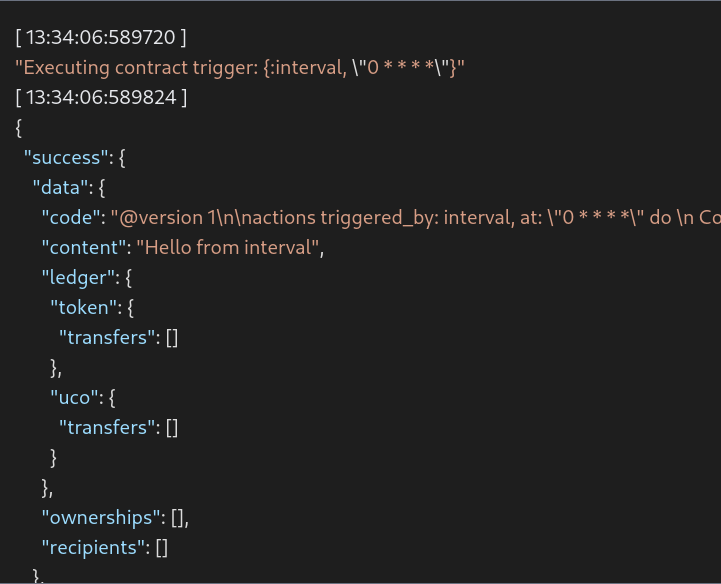 [ 13:34:06:589720 ]
"Executing contract trigger: {:interval, \"0 * * * *\"}"
[ 13:34:06:589824 ]
{
"success": {
"data": {
"code": "@version 1\n\nactions triggered_by: interval, at: \"0 * * * *\" do \n Co
"content": "Hello from interval",
"ledger": {
"token": {
"transfers": []
},
"uco": {
"transfers": []
}
},
"ownerships": [],
"recipients": []
},